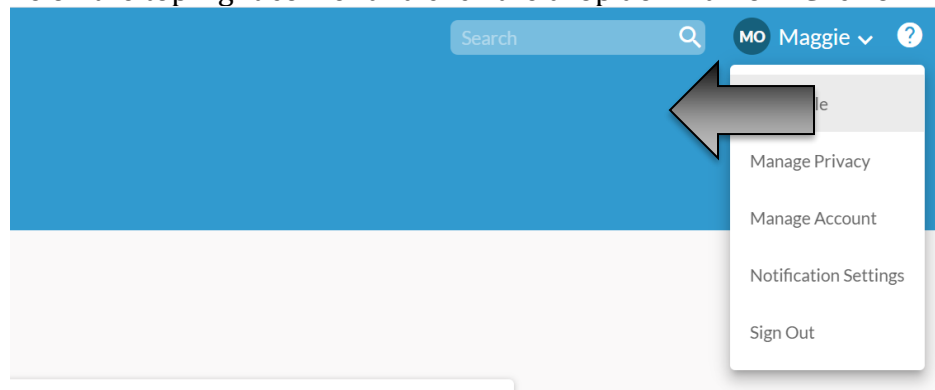 Search
MO Maggie ?
Manage Privacy
Manage Account
Notification Settings
Sign Out